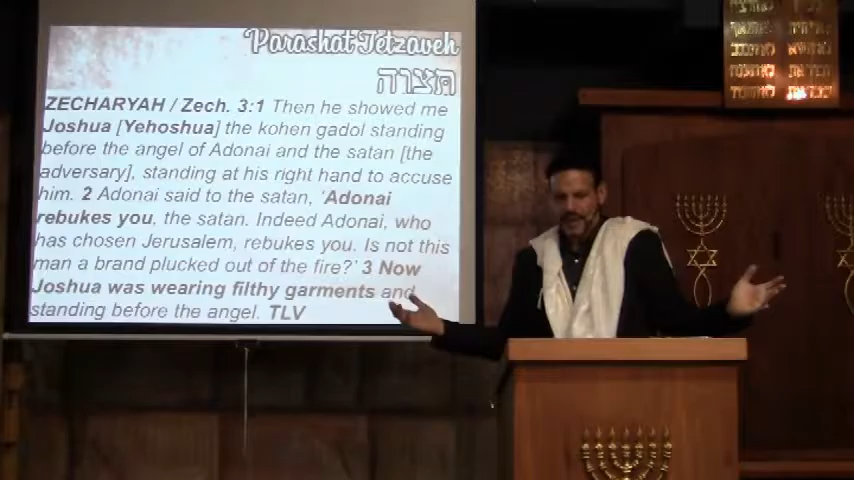 Parashat Tetzaveh
תצוה
ZECHARYAH / Zech. 3:1 Then he showed me
Joshua [Yehoshua] the kohen gadol standing
before the angel of Adonai and the satan [the
adversary], standing at his right hand to accuse
him. 2 Adonai said to the satan, ‘Adonai
rebukes you, the satan. Indeed Adonai, who
has chosen Jerusalem, rebukes you. Is not this
man a brand plucked out of the fire?’ 3 Now
Joshua was wearing filthy garments and
standing before the angel. TLV